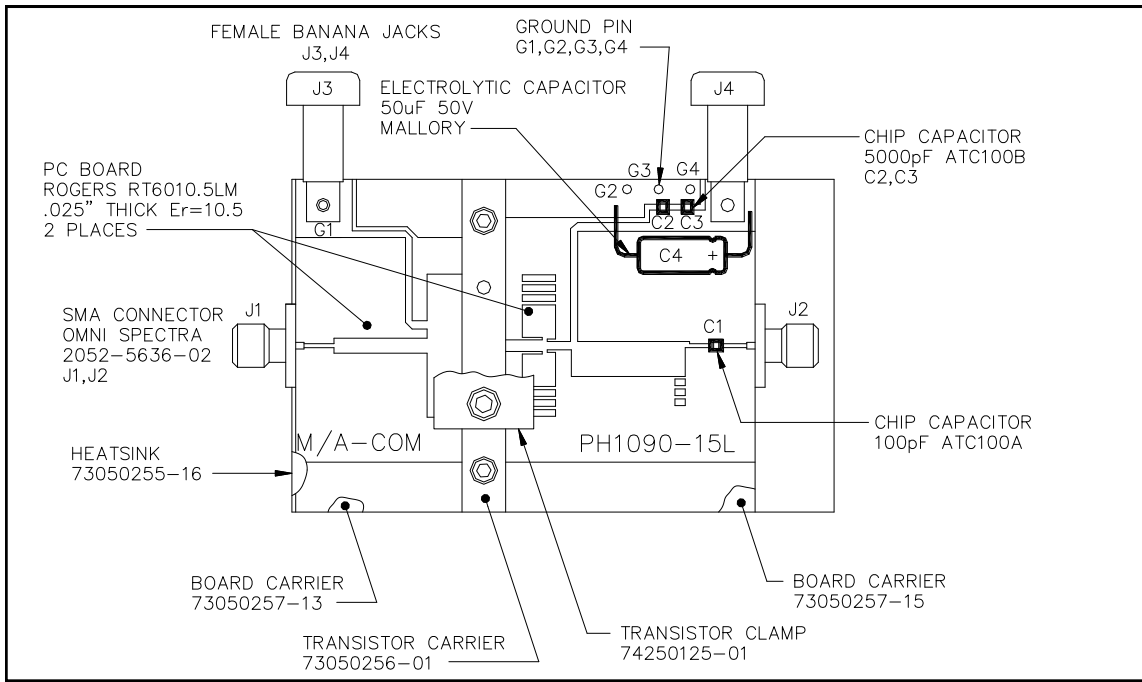 FEMALE BANANA JACKS
J3,J4
GROUND PIN
G1,G2,G3,G4
J3
ELECTROLYTIC CAPACITOR
50uF 50V
MALLORY
J4
CHIP CAPACITOR
5000pF ATC100B
C2,C3
PC BOARD
ROGERS RT6010.5LM
.025” THICK Er=10.5
2 PLACES
G3
G4
G2
G1
C2
C3
C4
+
SMA CONNECTOR
OMNI SPECTRA
2052-5636-02
J1,J2
J1
J2
C1
CHIP CAPACITOR
100pF ATC100A
M/A-COM
PH1090-15L
HEATSINK
73050255-16
BOARD CARRIER
73050257-13
BOARD CARRIER
73050257-15
TRANSISTOR CARRIER
73050256-01
TRANSISTOR CLAMP
74250125-01